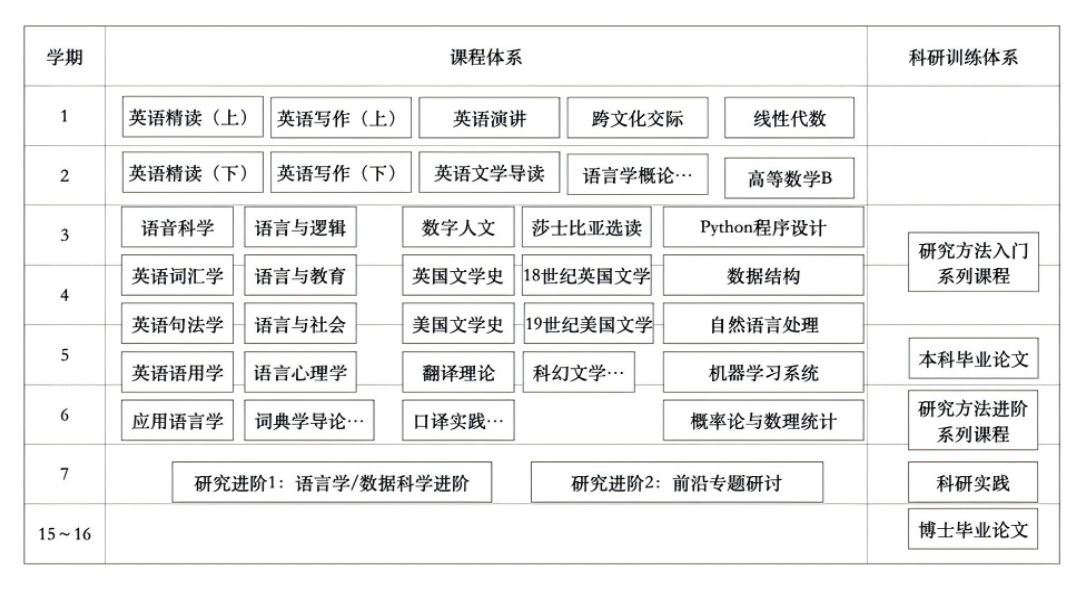 学期 课程体系 科研训练体系
1 英语精读（上） 英语写作（上） 英语演讲 跨文化交际 线性代数
2 英语精读（下） 英语写作（下） 英语文学导读 语言学概论… 高等数学B
3 语音科学 语言与逻辑 数字人文 莎士比亚选读 Python程序设计
研究方法入门
系列课程
4 英语词汇学 语言与教育 英国文学史 18世纪英国文学 数据结构
英语句法学 语言与社会 美国文学史 19世纪美国文学 自然语言处理
5 英语语用学 语言心理学 翻译理论 科幻文学… 机器学习系统 本科毕业论文
6 应用语言学 词典学导论… 口译实践… 概率论与数理统计
研究方法进阶
系列课程
7 研究进阶1：语言学/数据科学进阶 研究进阶2：前沿专题研讨 科研实践
15～16 博士毕业论文